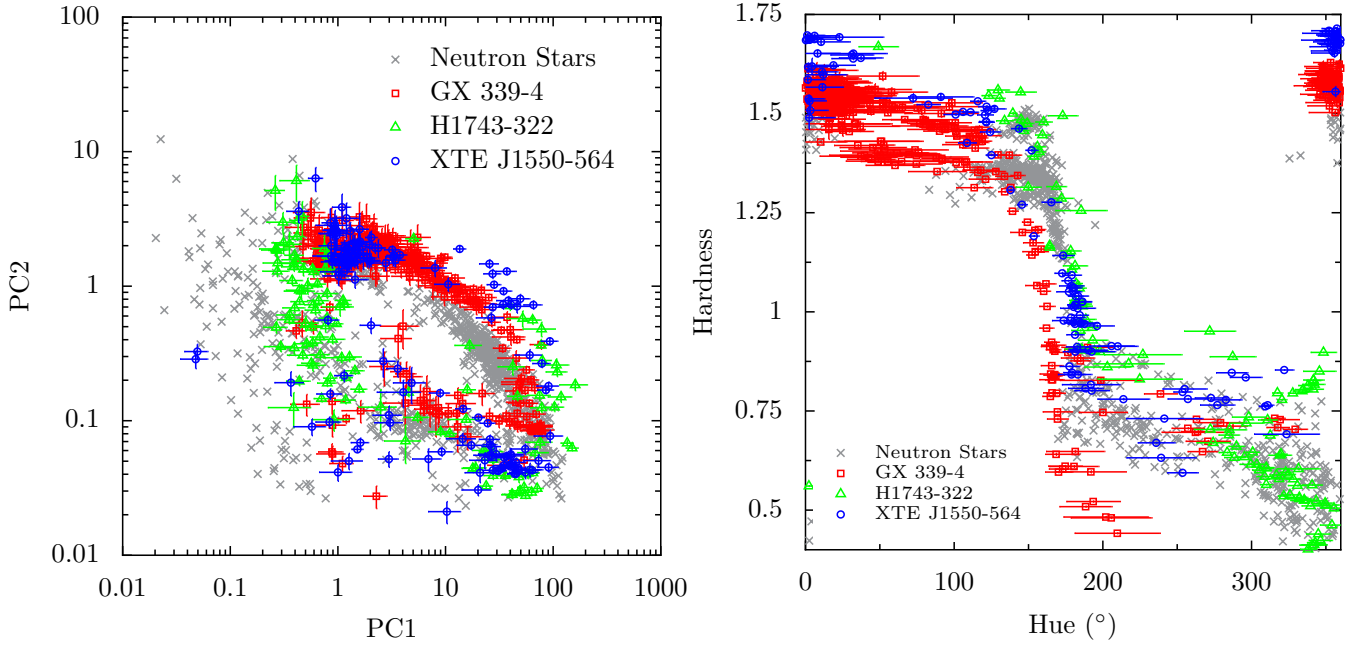 100
10
1
0.1
0.01
0.01
0.1
1
10
100
1000
PC2
PC1
Neutron Stars
GX 339-4
H1743-322
XTE J1550-564
1.75
1.5
1.25
1
0.75
0.5
0
100
200
300
Hardness
Hue (°)
Neutron Stars
GX 339-4
H1743-322
XTE J1550-564